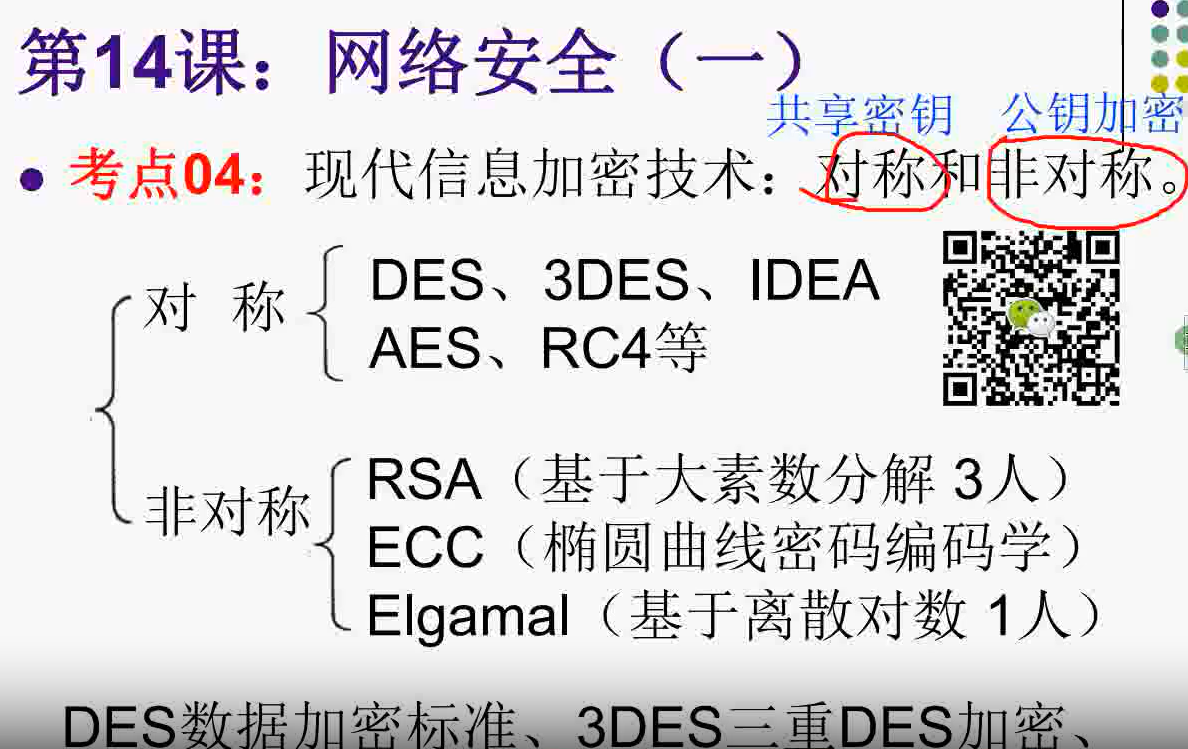 第14课：网络安全（一）
共享密钥 公钥加密
考点04：现代信息加密技术：对称和非对称。
对 称
DES、3DES、IDEA
AES、RC4等
非对称
RSA（基于大素数分解 3人）
ECC（椭圆曲线密码编码学）
Elgamal（基于离散对数 1人）
DES数据加密标准、3DES三重DES加密、